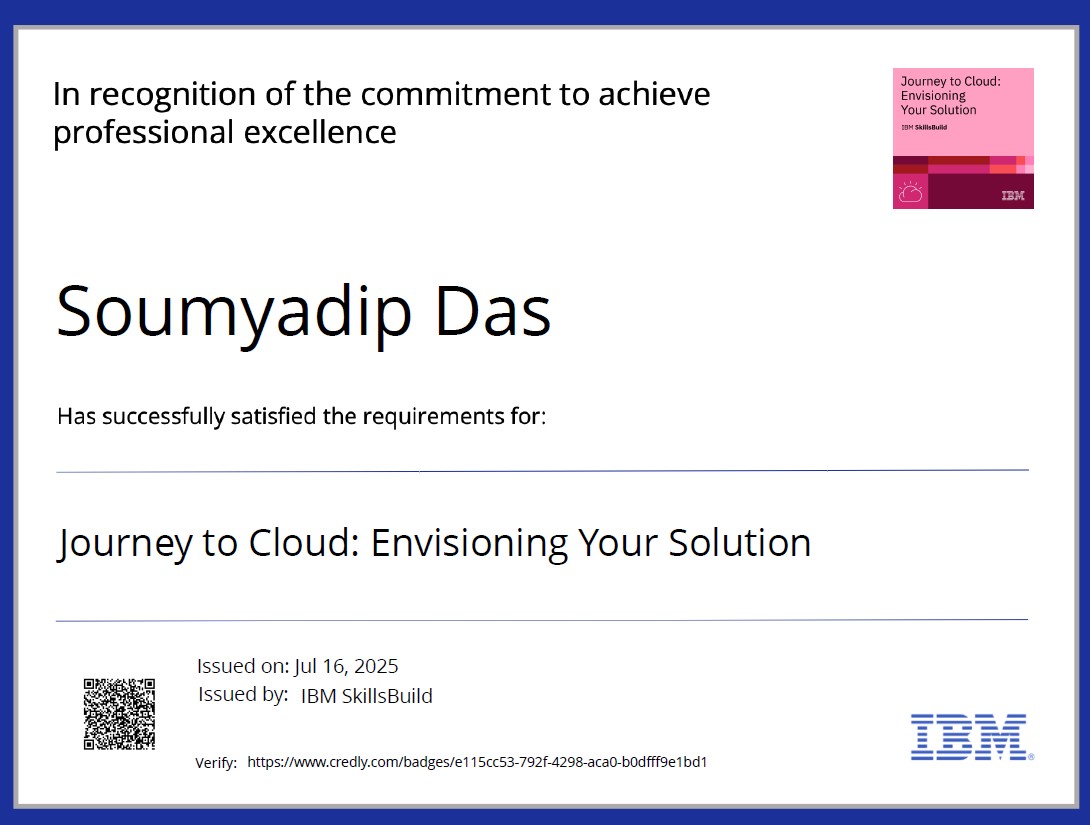 In recognition of the commitment to achieve
professional excellence
Journey to Cloud:
Envisioning
Your Solution
IBM SkillsBuild
IBM
Soumyadip Das
Has successfully satisfied the requirements for:
Journey to Cloud: Envisioning Your Solution
Issued on: Jul 16, 2025
Issued by: IBM SkillsBuild
IBM®
Verify: https://www.credly.com/badges/e115cc53-792f-4298-aca0-b0dfff9e1bd1